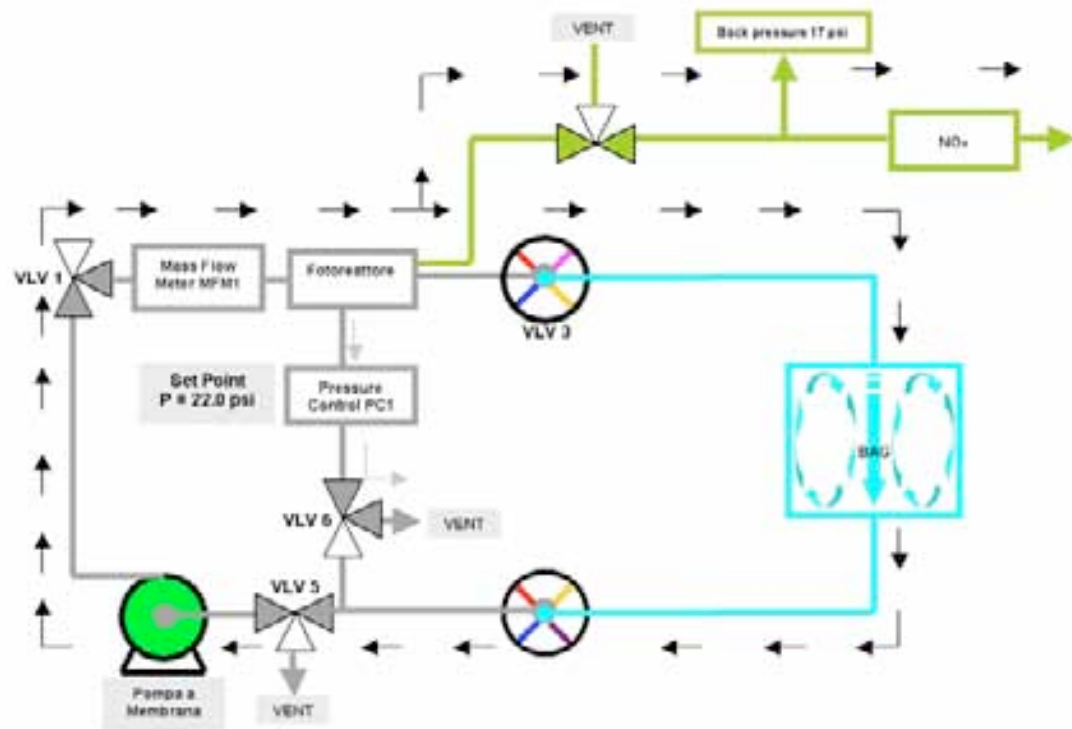 VENT
Back pressure 17 psi
NOx
VLV 1
Mass Flow
Meter MFM1
Fotoreattore
VLV 3
Set Point
P = 22.0 psi
Pressure
Control PC1
BAG
VLV 6
VENT
VLV 5
Pompa a
Membrana
VENT